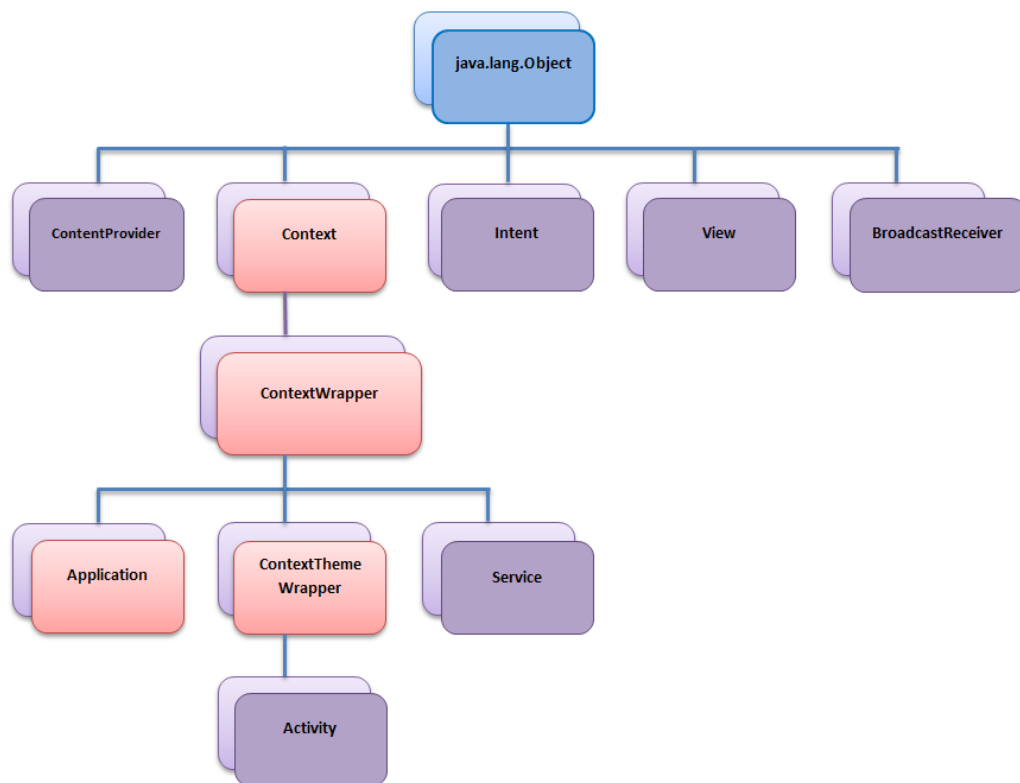 java.lang.Object
ContentProvider
Context
Intent
View
BroadcastReceiver
ContextWrapper
Application
ContextTheme
Wrapper
Service
Activity